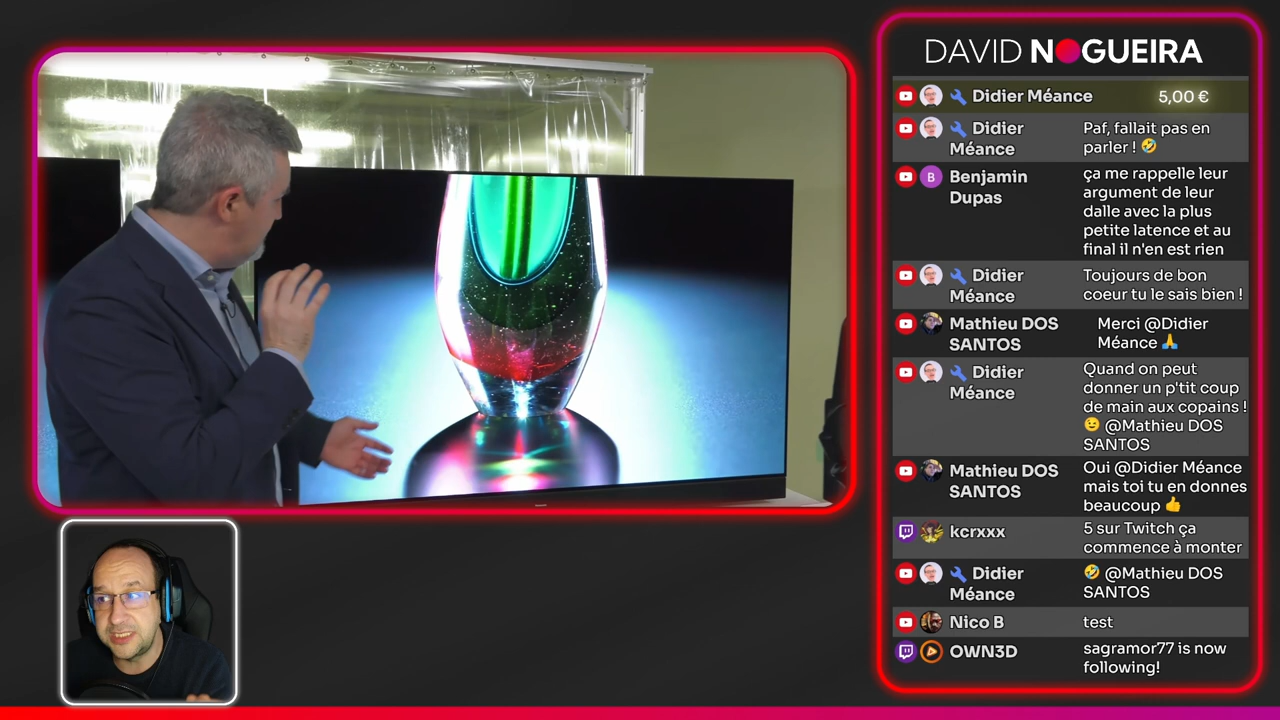 DAVID NOGUEIRA
Didier Méance 5,00 €
Didier
Méance
Paf, fallait pas en
parler ! 🤣
B
Benjamin
Dupas
ça me rappelle leur
argument de leur
dalle avec la plus
petite latence et au
final il n'en est rien
Didier
Méance
Toujours de bon
coeur tu le sais bien !
Mathieu DOS
SANTOS
Merci @Didier
Méance 🙏
Didier
Méance
Quand on peut
donner un p'tit coup
de main aux copains !
😉 @Mathieu DOS
SANTOS
Mathieu DOS
SANTOS
Oui @Didier Méance
mais toi tu en donnes
beaucoup 👍
kcrxxx
5 sur Twitch ça
commence à monter
Didier
Méance
🤣 @Mathieu DOS
SANTOS
Nico B
test
OWN3D
sagramor77 is now
following!